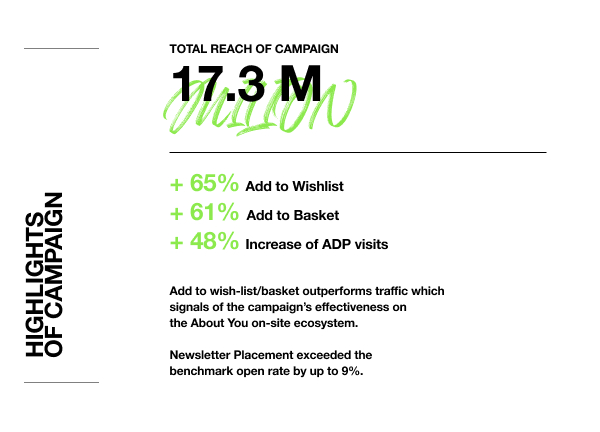 TOTAL REACH OF CAMPAIGN
17.3 M
MILION
+ 65% Add to Wishlist
+ 61% Add to Basket
+ 48% Increase of ADP visits
HIGHLIGHTS
OF CAMPAIGN
Add to wish-list/basket outperforms traffic which
signals of the campaign’s effectiveness on
the About You on-site ecosystem.
Newsletter Placement exceeded the
benchmark open rate by up to 9%.